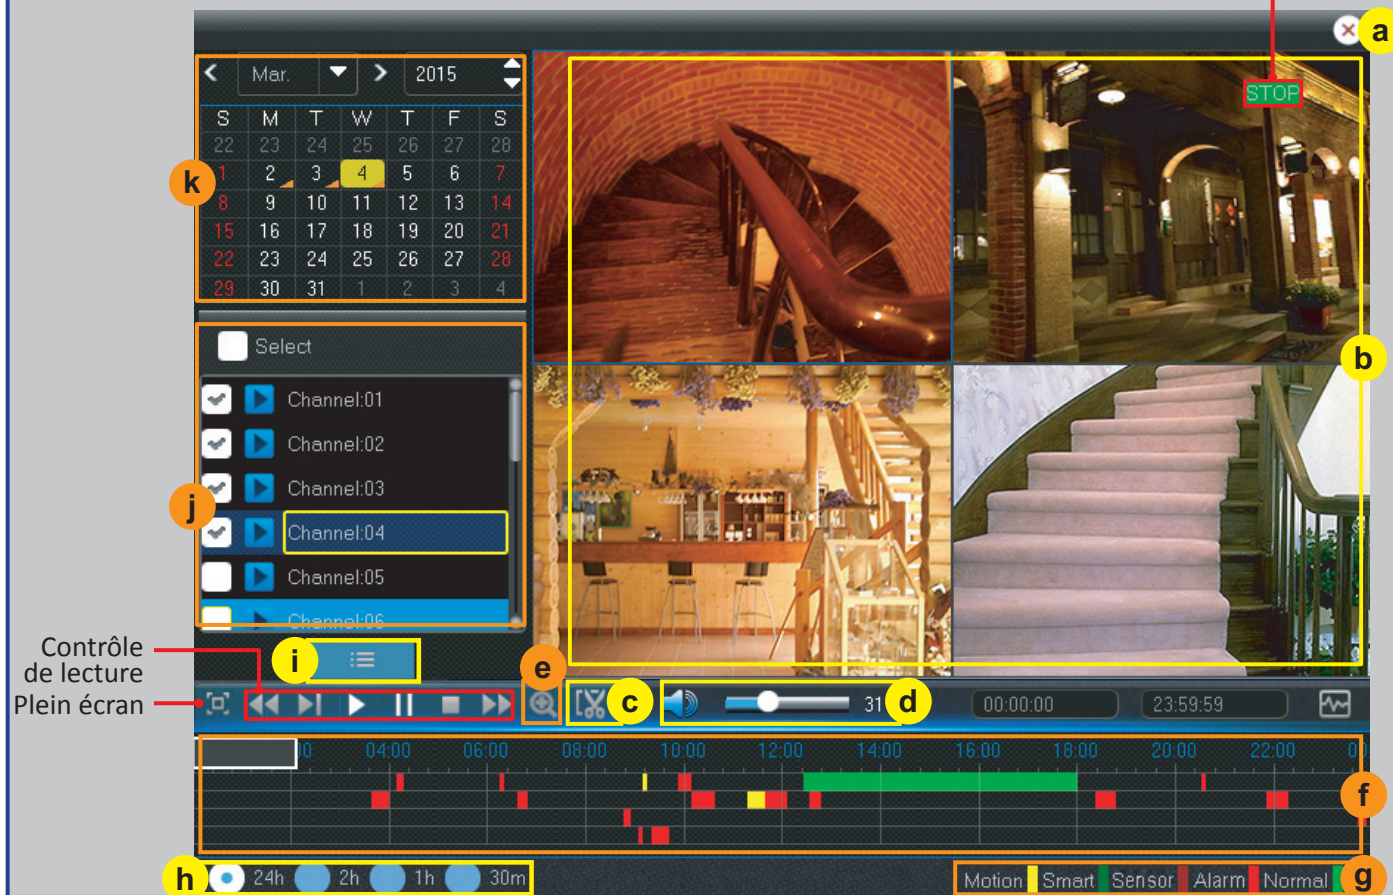 a
Mar. 2015
STOP
S M T W T F S
22 23 24 25 26 27 28
1 2 3 4 5 6 7
k
8 9 10 11 12 13 14
15 16 17 18 19 20 21
22 23 24 25 26 27 28
29 30 31 1 2 3 4
Select
b
Channel:01
Channel:02
Channel:03
j
Channel:04
Channel:05
Channel:06
Contrôle
de lecture
i
e
Plein écran
c
31
d
00:00:00
23:59:59
04:00 06:00 08:00 10:00 12:00 14:00 16:00 18:00 20:00 22:00
f
h
24h 2h 1h 30m
Motion Smart Sensor Alarm Normal
g